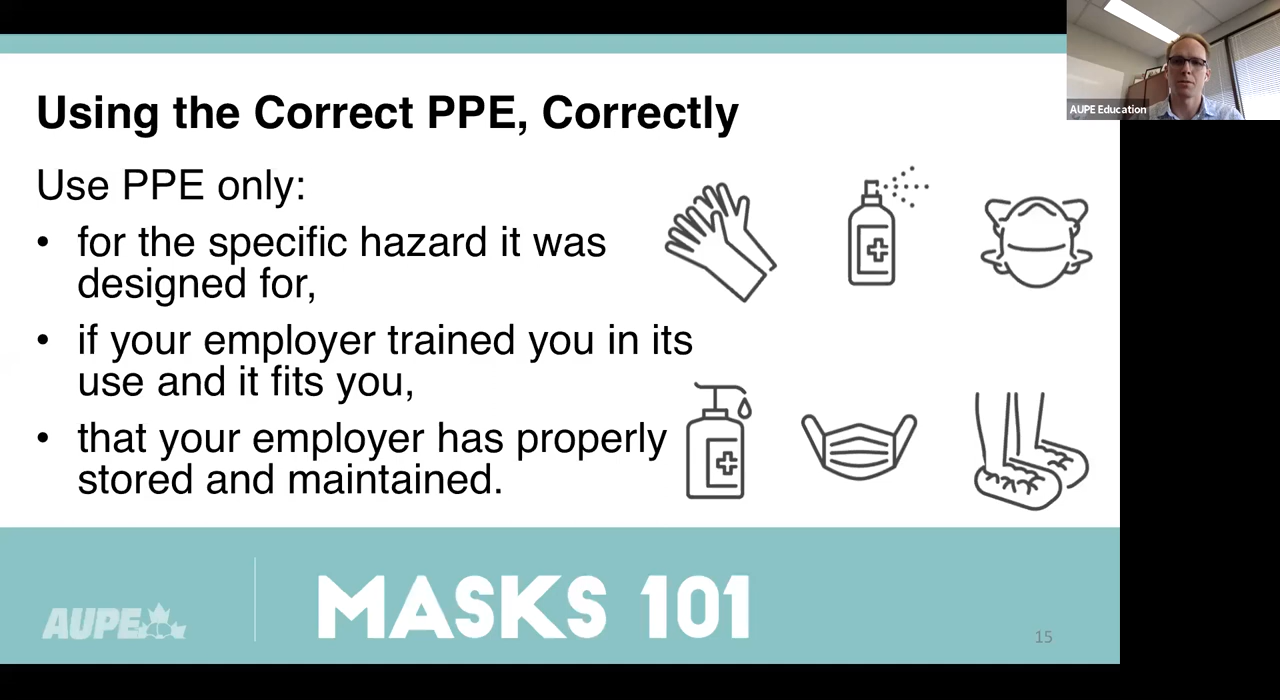 AUPE Education
Using the Correct PPE, Correctly
Use PPE only:
• for the specific hazard it was
designed for,
• if your employer trained you in its
use and it fits you,
• that your employer has properly
stored and maintained.
AUPE
MASKS 101
15